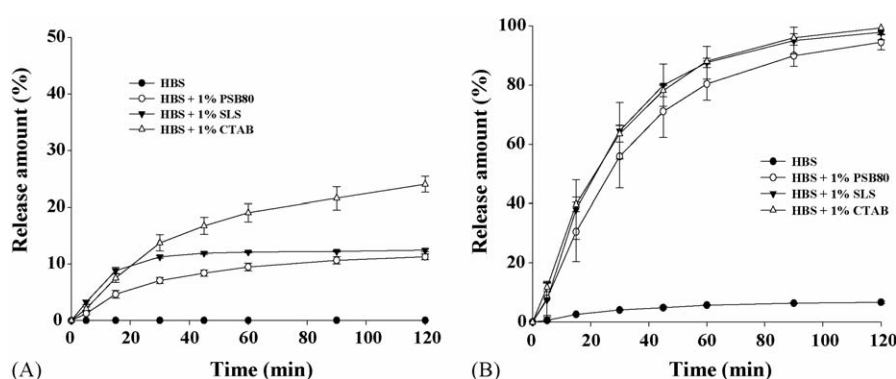 Release amount (%)
50
40
30
20
10
0
HBS
HBS + 1% PSB80
HBS + 1% SLS
HBS + 1% CTAB
0 20 40 60 80 100 120
Time (min)
(A)
Release amount (%)
100
80
60
40
20
0
HBS
HBS + 1% PSB80
HBS + 1% SLS
HBS + 1% CTAB
0 20 40 60 80 100 120
Time (min)
(B)